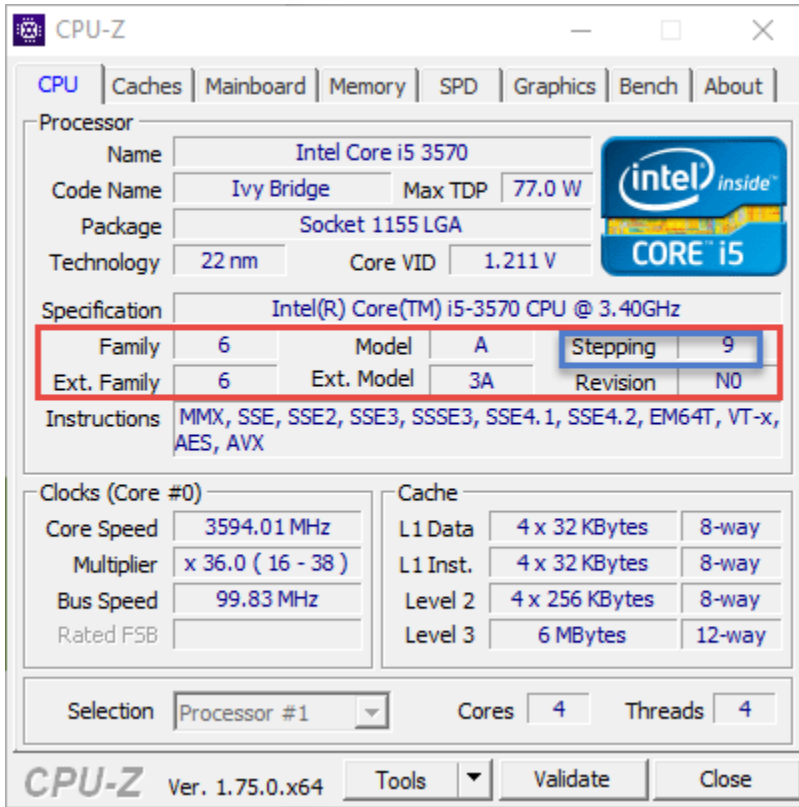 CPU-Z
CPU Caches Mainboard Memory SPD Graphics Bench About
Processor
Name Intel Core i5 3570
Code Name Ivy Bridge Max TDP 77.0 W
Package Socket 1155 LGA
Technology 22 nm Core VID 1.211 V
intel inside™
CORE™ i5
Specification Intel(R) Core(TM) i5-3570 CPU @ 3.40GHz
Family 6 Model A Stepping 9
Ext. Family 6 Ext. Model 3A Revision N0
Instructions MMX, SSE, SSE2, SSE3, SSSE3, SSE4.1, SSE4.2, EM64T, VT-x,
AES, AVX
Clocks (Core #0)
Core Speed 3594.01 MHz
Multiplier x 36.0 ( 16 - 38 )
Bus Speed 99.83 MHz
Rated FSB
Cache
L1 Data 4 x 32 KBytes 8-way
L1 Inst. 4 x 32 KBytes 8-way
Level 2 4 x 256 KBytes 8-way
Level 3 6 MBytes 12-way
Selection Processor #1 Cores 4 Threads 4
CPU-Z Ver. 1.75.0.x64 Tools Validate Close